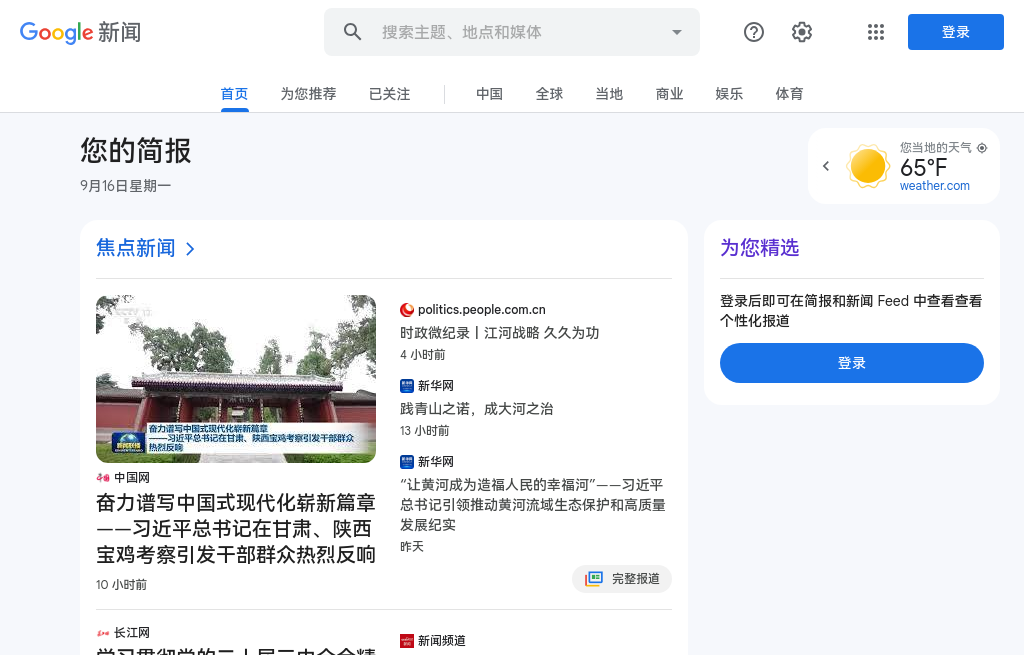 Google 新闻
搜索主题、地点和媒体
登录
首页
为您推荐
已关注
中国
全球
当地
商业
娱乐
体育
您的简报
9月16日星期一
您当地的天气
65°F
weather.com
焦点新闻
奋力谱写中国式现代化崭新篇章
——习近平总书记在甘肃、陕西宝鸡考察引发干部群众
热烈反响
中国网
奋力谱写中国式现代化崭新篇章
——习近平总书记在甘肃、陕西
宝鸡考察引发干部群众热烈反响
10 小时前
politics.people.com.cn
时政微纪录丨江河战略 久久为功
4 小时前
新华网
践青山之诺，成大河之治
13 小时前
新华网
“让黄河成为造福人民的幸福河”——习近平
总书记引领推动黄河流域生态保护和高质量
发展纪实
昨天
完整报道
为您精选
登录后即可在简报和新闻 Feed 中查看查看
个性化报道
登录
长江网
学习贯彻党的二十届三中全会精
新闻频道